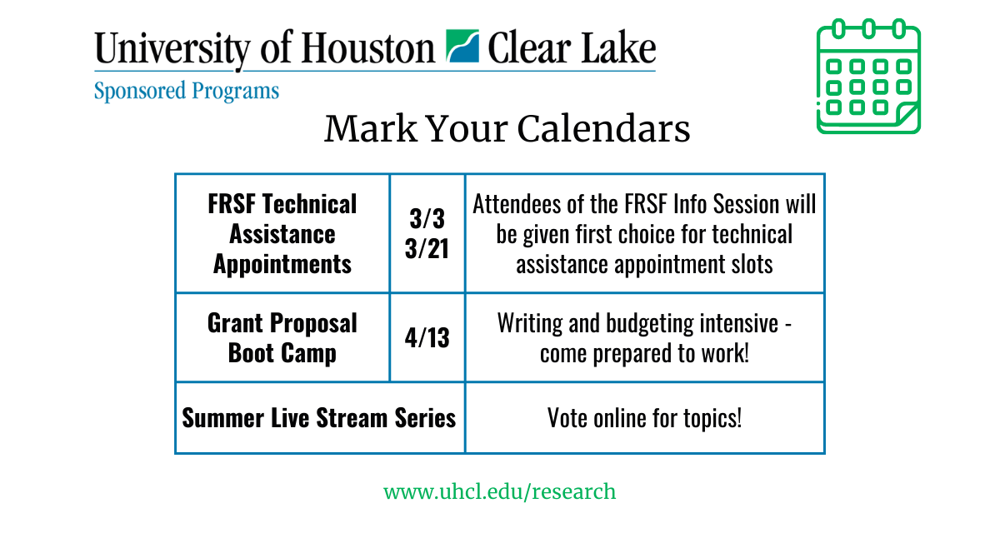 University of Houston Clear Lake
Sponsored Programs
Mark Your Calendars
FRSF Technical
Assistance
Appointments
3/3
3/21
Attendees of the FRSF Info Session will
be given first choice for technical
assistance appointment slots
Grant Proposal
Boot Camp
4/13
Writing and budgeting intensive -
come prepared to work!
Summer Live Stream Series
Vote online for topics!
www.uhcl.edu/research